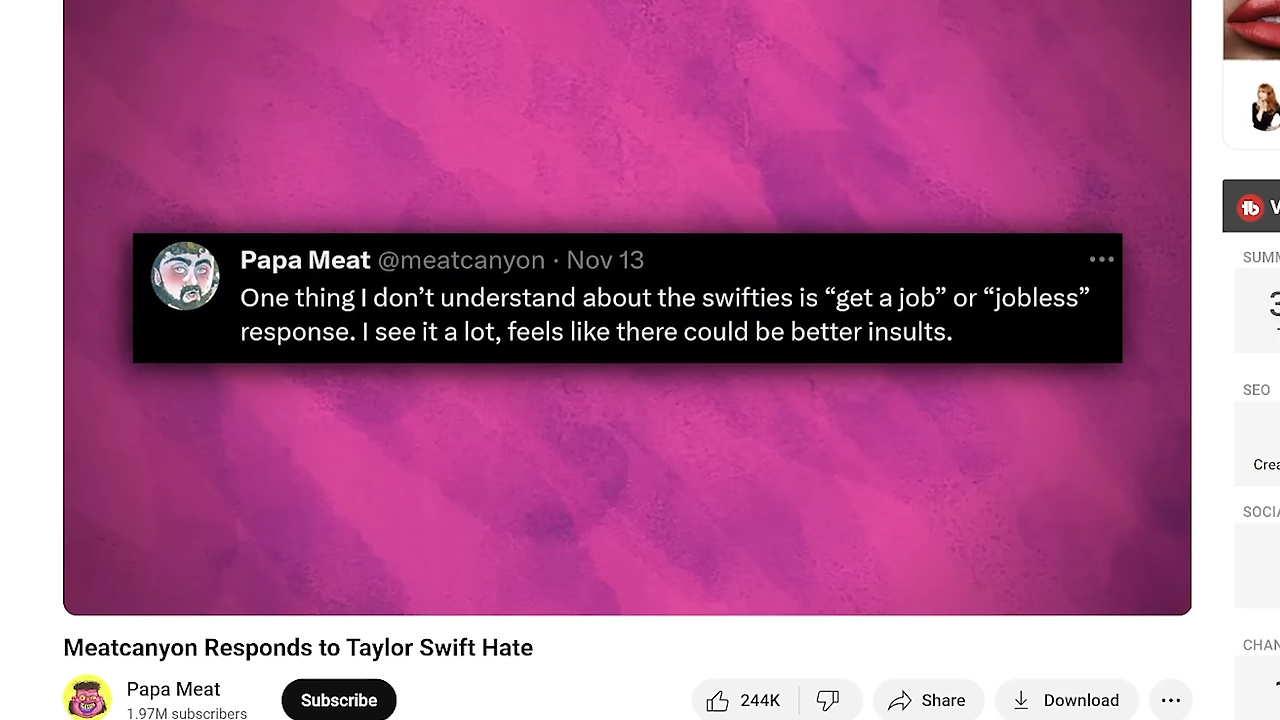 Papa Meat @meatcanyon · Nov 13
One thing I don’t understand about the swifties is “get a job” or “jobless”
response. I see it a lot, feels like there could be better insults.
SUMM
SEO
Crea
SOCIA
CHAN
Meatcanyon Responds to Taylor Swift Hate
Papa Meat
1.97M subscribers
Subscribe
244K
Share
Download